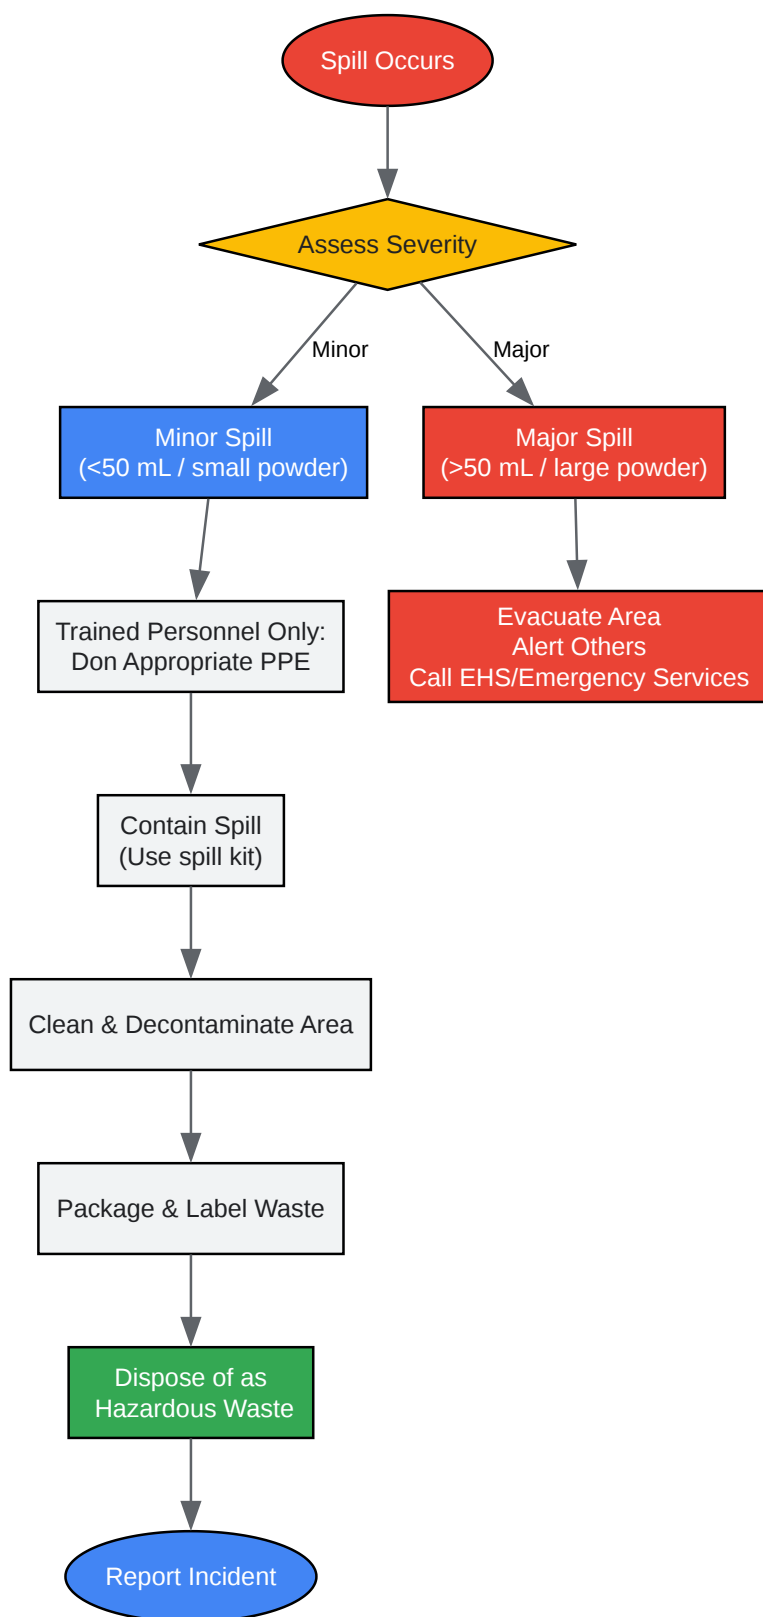 Spill Occurs
Assess Severity
Minor
Major
Minor Spill
(<50 mL / small powder)
Major Spill
(>50 mL / large powder)
Trained Personnel Only:
Don Appropriate PPE
Evacuate Area
Alert Others
Call EHS/Emergency Services
Contain Spill
(Use spill kit)
Clean & Decontaminate Area
Package & Label Waste
Dispose of as
Hazardous Waste
Report Incident